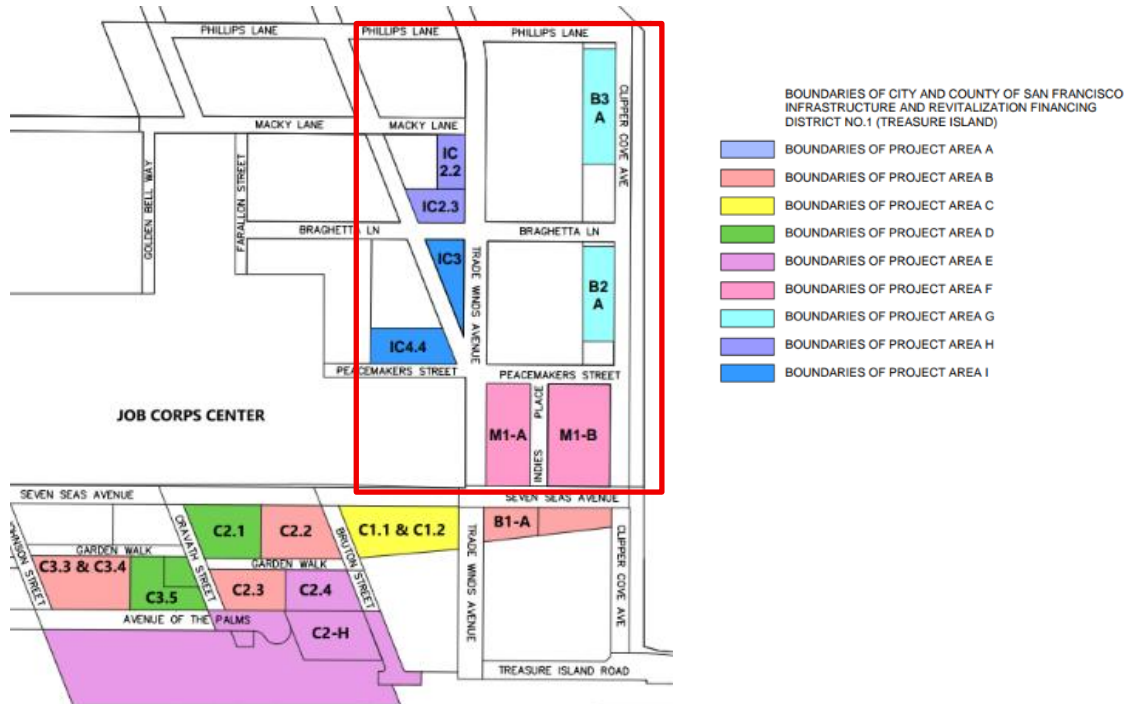 PHILLIPS LANE
PHILLIPS LANE
PHILLIPS LANE
B3
A
CLIPPER COVE AVE
MACKY LANE
MACKY LANE
IC
2.2
IC2.3
GOLDEN BELL WAY
FARALLON STREET
BRAGHETTA LN
BRAGHETTA LN
IC3
TRADE WINDS AVENUE
B2
A
IC4.4
PEACEMAKERS STREET
PEACEMAKERS STREET
JOB CORPS CENTER
M1-A
INDIES PLACE
M1-B
SEVEN SEAS AVENUE
SEVEN SEAS AVENUE
JOHNSON STREET
CRAVATH STREET
C2.1
C2.2
BRUTON STREET
C1.1 & C1.2
B1-A
TRADE WINDS AVENUE
CLIPPER COVE AVE
GARDEN WALK
GARDEN WALK
C3.3 & C3.4
C3.5
C2.3
C2.4
AVENUE OF THE PALMS
C2-H
TREASURE ISLAND ROAD
BOUNDARIES OF CITY AND COUNTY OF SAN FRANCISCO
INFRASTRUCTURE AND REVITALIZATION FINANCING
DISTRICT NO.1 (TREASURE ISLAND)
BOUNDARIES OF PROJECT AREA A
BOUNDARIES OF PROJECT AREA B
BOUNDARIES OF PROJECT AREA C
BOUNDARIES OF PROJECT AREA D
BOUNDARIES OF PROJECT AREA E
BOUNDARIES OF PROJECT AREA F
BOUNDARIES OF PROJECT AREA G
BOUNDARIES OF PROJECT AREA H
BOUNDARIES OF PROJECT AREA I